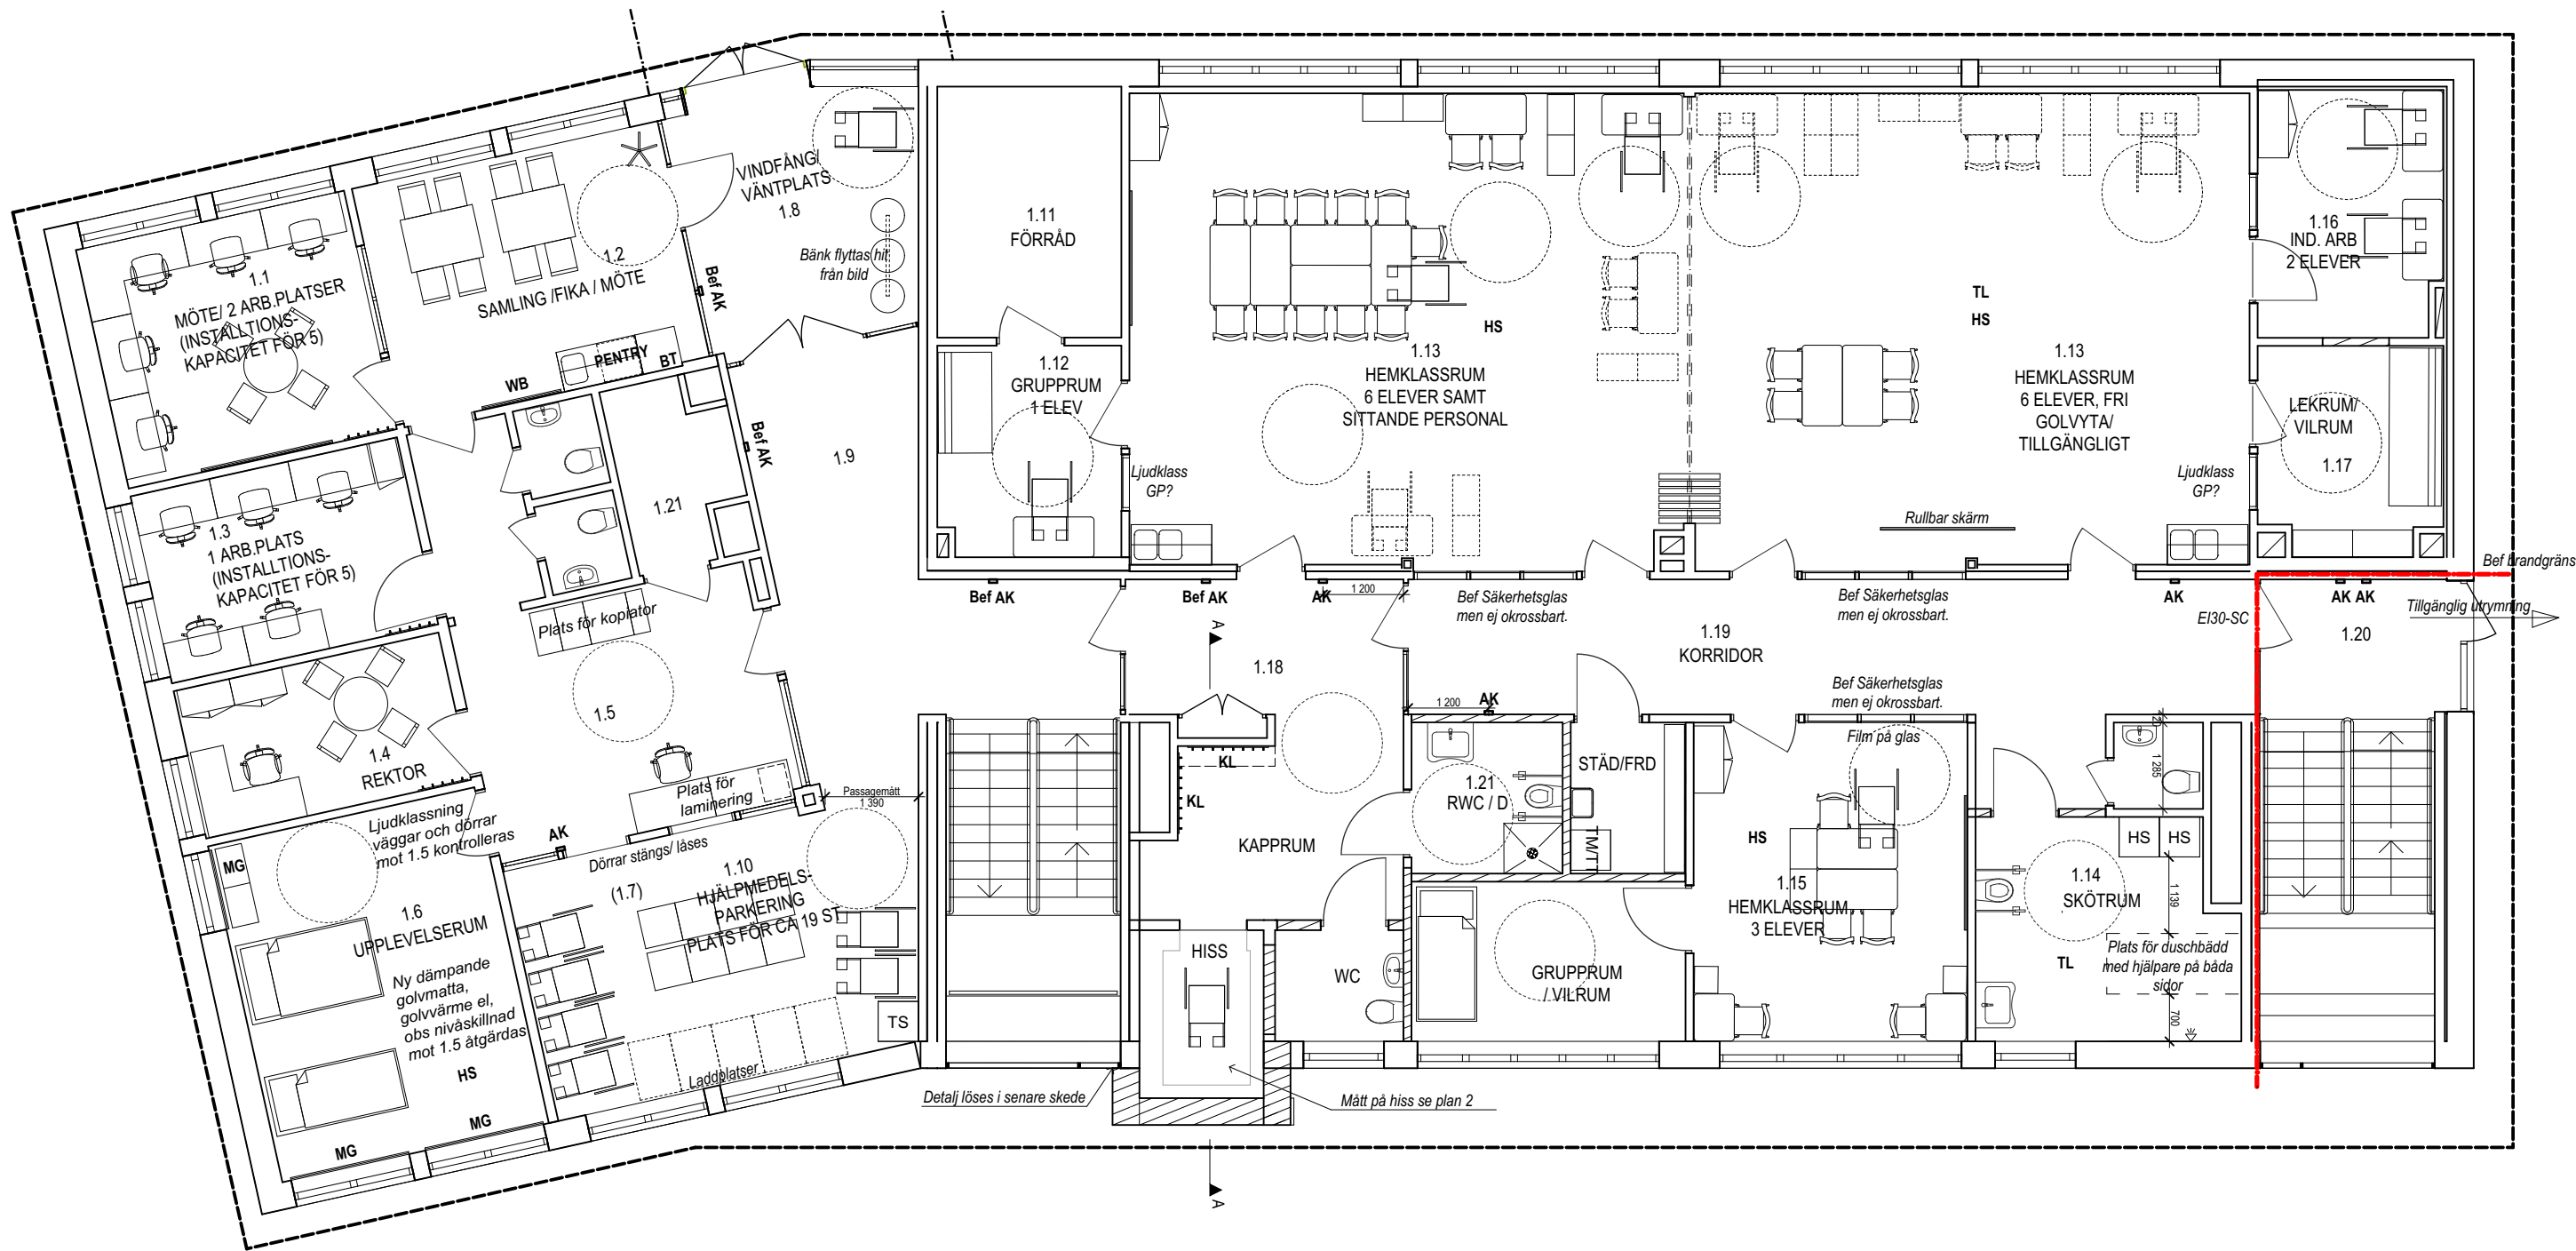 1.1
MÖTE/ 2 ARB.PLATSER
(INSTALLTIONS-
KAPACITET FÖR 5)
1.2
SAMLING /FIKA / MÖTE
VINDFÅNG/
VÄNTPLATS
1.8
Bänk flyttas hit
från bild
Bef AK
WB
PENTRY
BT
Bef AK
1.9
1.21
1.3
1 ARB.PLATS
(INSTALLTIONS-
KAPACITET FÖR 5)
Plats för kopiator
1.5
1.4
REKTOR
Ljudklassning
väggar och dörrar
mot 1.5 kontrolleras
Plats för
laminering
Passagemått
1 390
AK
Dörrar stängs/ låses
(1.7)
1.10
HJÄLPMEDELS-
PARKERING
PLATS FÖR CA 19 ST
MG
1.6
UPPLEVELSERUM
Ny dämpande
golvmatta,
golvvärme el,
obs nivåskillnad
mot 1.5 åtgärdas
HS
MG
MG
TS
Laddplatser
1.11
FÖRRÅD
1.12
GRUPPRUM
1 ELEV
Ljudklass
GP?
HS
1.13
HEMKLASSRUM
6 ELEVER SAMT
SITTANDE PERSONAL
TL
HS
1.13
HEMKLASSRUM
6 ELEVER, FRI
GOLVYTA/
TILLGÄNGLIGT
Ljudklass
GP?
Rullbar skärm
1.16
IND. ARB
2 ELEVER
LEKRUM/
VILRUM
1.17
Bef brandgräns
Bef AK
Bef AK
AK
1 200
Bef Säkerhetsglas
men ej okrossbart.
Bef Säkerhetsglas
men ej okrossbart.
AK
EI30-SC
AK AK
Tillgänglig utrymning
1.20
A
1.18
1.19
KORRIDOR
Bef Säkerhetsglas
men ej okrossbart.
1 200
AK
Film på glas
KL
KL
KAPPRUM
1.21
RWC / D
STÄD/FRD
TM/TT
HS
1.15
HEMKLASSRUM
3 ELEVER
1 285
HS
HS
1.14
SKÖTRUM
1 139
Plats för duschbädd
med hjälpare på båda
sidor
TL
700
HISS
WC
GRUPPRUM
/ VILRUM
Detalj löses i senare skede
Mått på hiss se plan 2
A